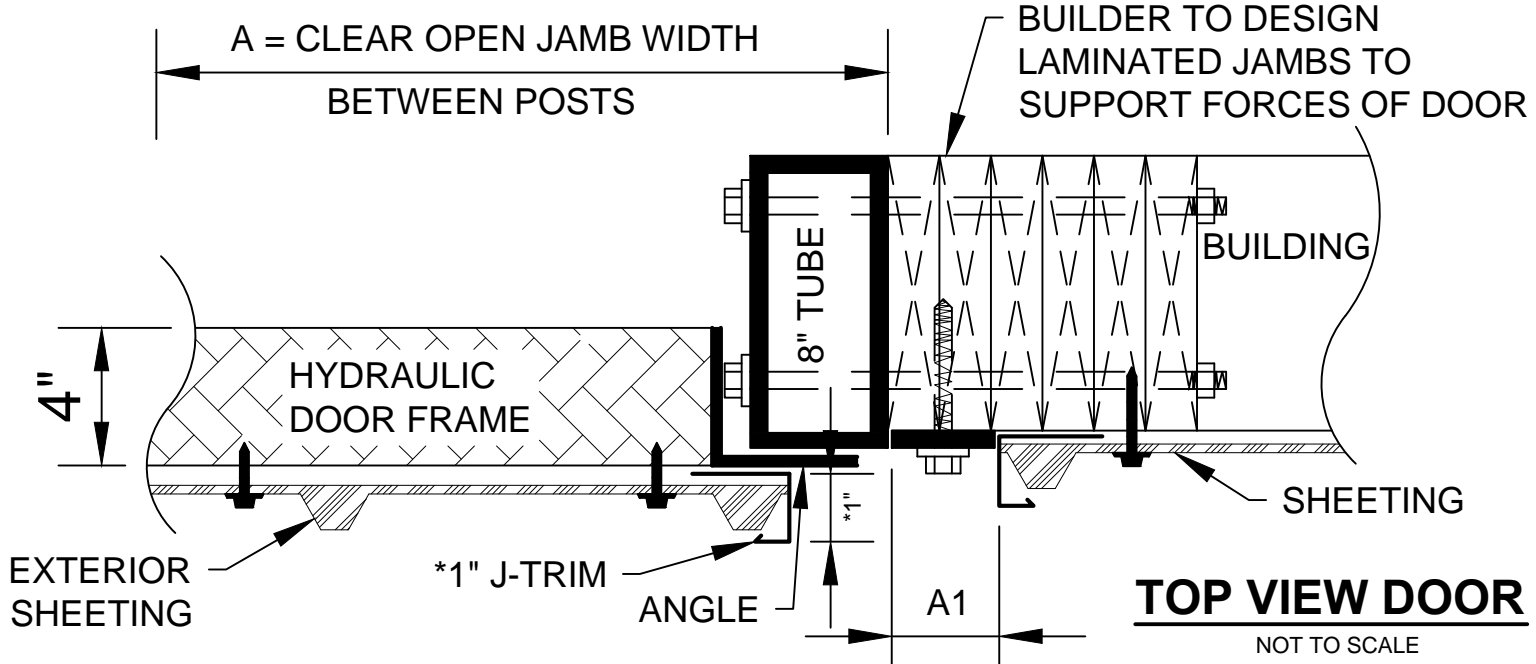 A = CLEAR OPEN JAMB WIDTH
BETWEEN POSTS
BUILDER TO DESIGN
LAMINATED JAMBS TO
SUPPORT FORCES OF DOOR
8" TUBE
BUILDING
4"
HYDRAULIC
DOOR FRAME
*1"
SHEETING
EXTERIOR
SHEETING
*1" J-TRIM
ANGLE
A1
TOP VIEW DOOR
NOT TO SCALE